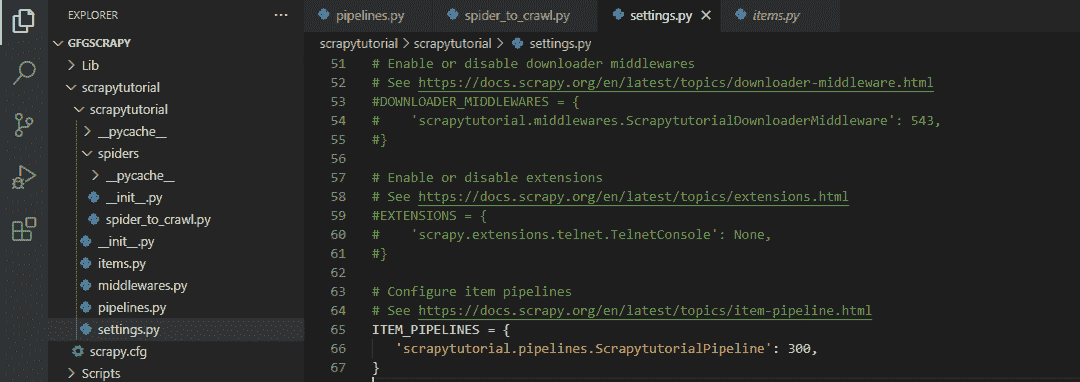 EXPLORER
GFGSCRAPY
Lib
scrapytutorial
scrapytutorial
__pycache__
spiders
__pycache__
__init__.py
spider_to_crawl.py
__init__.py
items.py
middlewares.py
pipelines.py
settings.py
scrapy.cfg
Scripts
pipelines.py spider_to_crawl.py settings.py items.py
scrapytutorial > scrapytutorial > settings.py
51 # Enable or disable downloader middlewares
52 # See https://docs.scrapy.org/en/latest/topics/downloader-middleware.html
53 #DOWNLOADER_MIDDLEWARES = {
54 #    'scrapytutorial.middlewares.ScrapytutorialDownloaderMiddleware': 543,
55 #}
56
57 # Enable or disable extensions
58 # See https://docs.scrapy.org/en/latest/topics/extensions.html
59 #EXTENSIONS = {
60 #    'scrapy.extensions.telnet.TelnetConsole': None,
61 #}
62
63 # Configure item pipelines
64 # See https://docs.scrapy.org/en/latest/topics/item-pipeline.html
65 ITEM_PIPELINES = {
66    'scrapytutorial.pipelines.ScrapytutorialPipeline': 300,
67 }